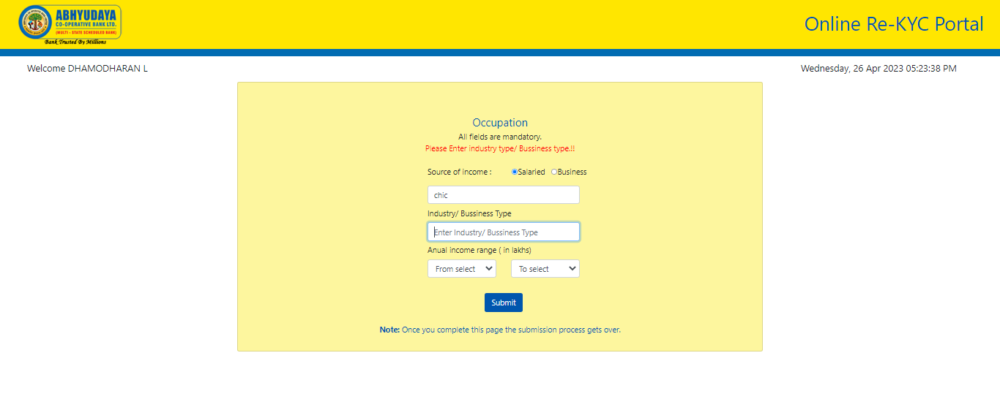 ABHYUDAYA
CO-OPERATIVE BANK LTD.
(MULTI - STATE SCHEDULED BANK)
Bank Trusted By Millions
Online Re-KYC Portal
Welcome DHAMODHARAN L
Wednesday, 26 Apr 2023 05:23:38 PM
Occupation
All fields are mandatory.
Please Enter industry type/ Bussiness type.!!
Source of income : Salaried Business
chic
Industry/ Bussiness Type
Enter Industry/ Bussiness Type
Anual income range ( in lakhs)
From select To select
Submit
Note: Once you complete this page the submission process gets over.